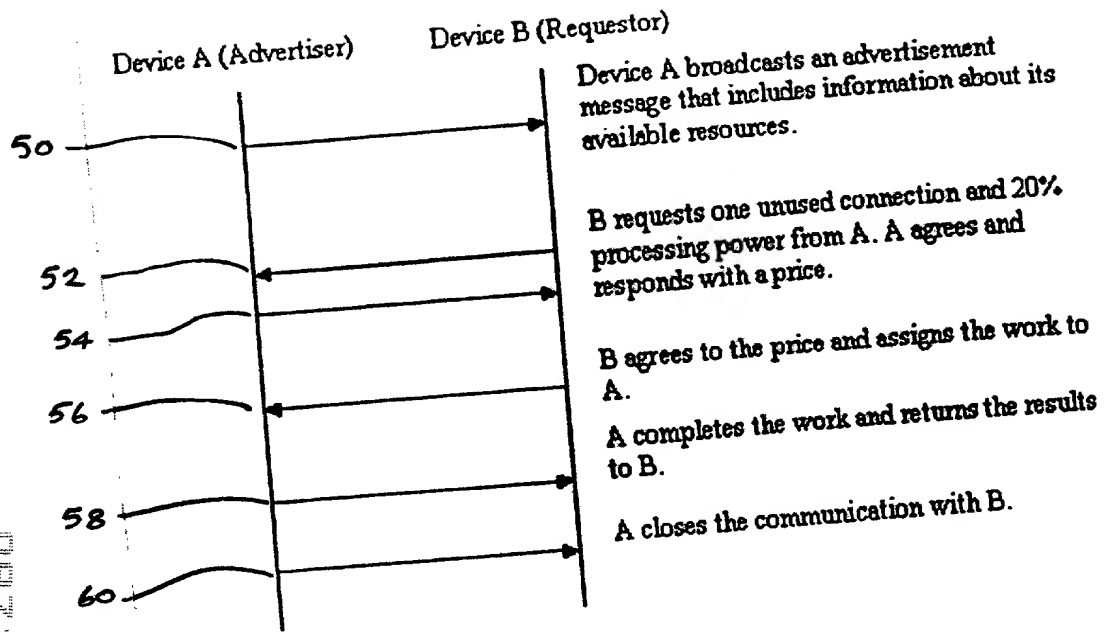 Device A (Advertiser)
Device B (Requestor)
Device A broadcasts an advertisement
message that includes information about its
available resources.
50
B requests one unused connection and 20%
processing power from A. A agrees and
responds with a price.
52
54
B agrees to the price and assigns the work to
A.
56
A completes the work and returns the results
to B.
58
A closes the communication with B.
60